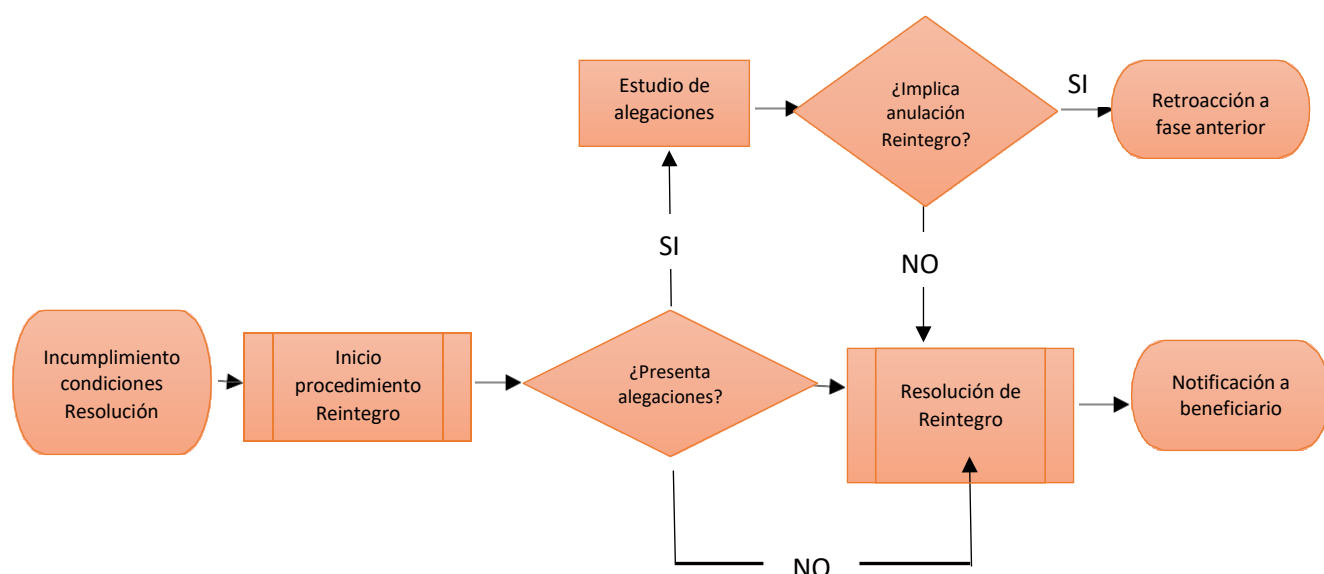 Estudio de
alegaciones
¿Implica
anulación
Reintegro?
SI
Retroacción a
fase anterior
SI
NO
Incumplimiento
condiciones
Resolución
Inicio
procedimiento
Reintegro
¿Presenta
alegaciones?
Resolución de
Reintegro
Notificación a
beneficiario
NO